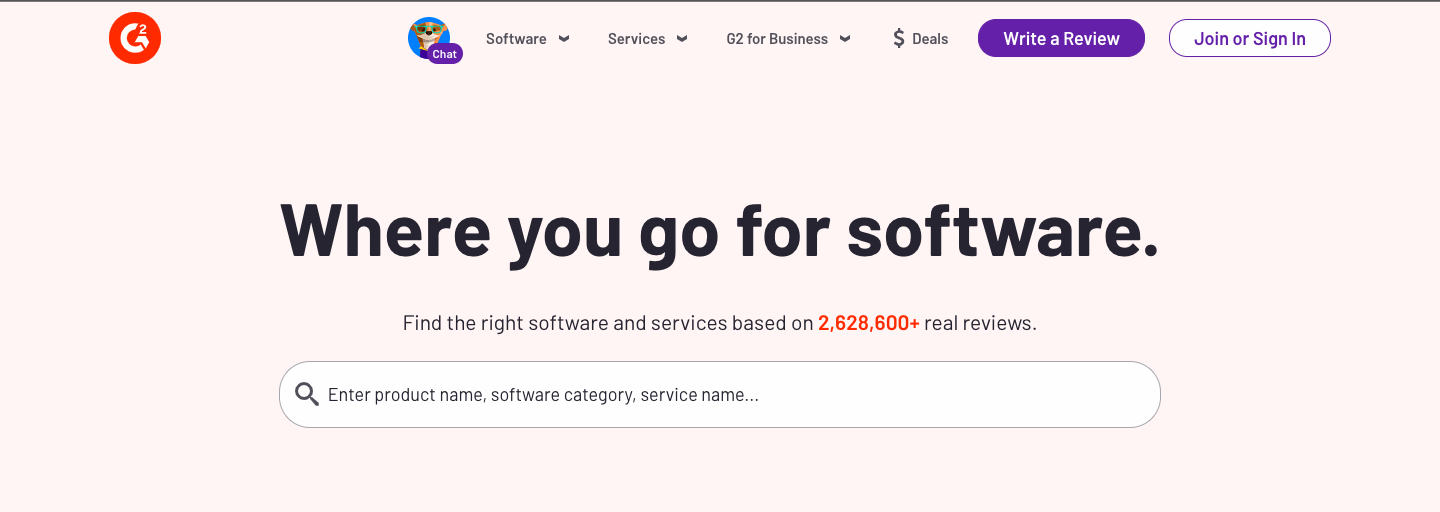 G2
Chat
Software
Services
G2 for Business
$ Deals
Write a Review
Join or Sign In
Where you go for software.
Find the right software and services based on 2,628,600+ real reviews.
Enter product name, software category, service name...